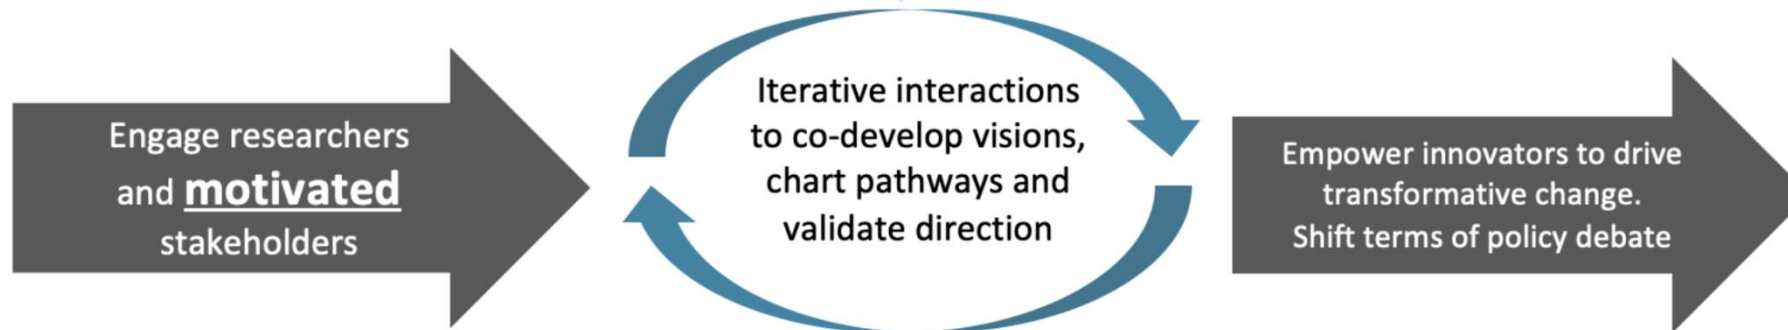 Engage researchers
and motivated
stakeholders
Iterative interactions
to co-develop visions,
chart pathways and
validate direction
Empower innovators to drive
transformative change.
Shift terms of policy debate